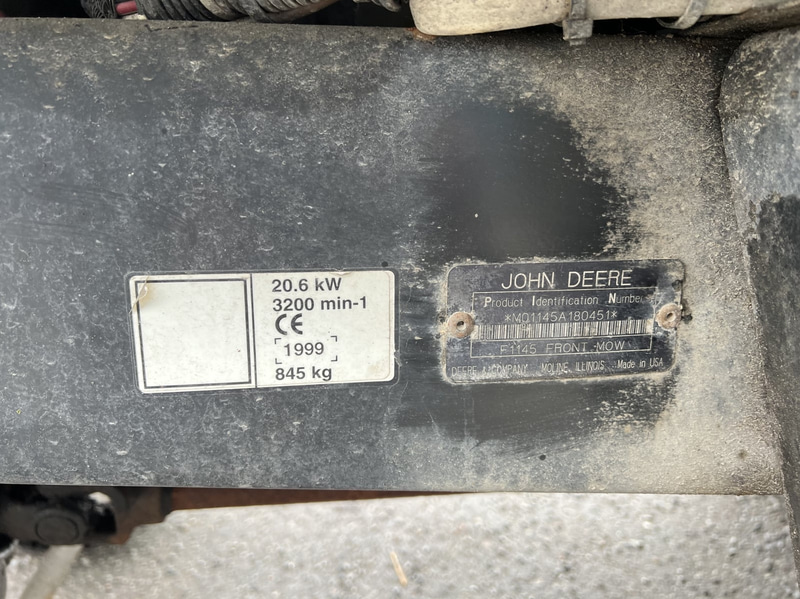 20.6 kW
3200 min-1
CE
1999
845 kg
JOHN DEERE
Product Identification Number
*M01145A180451*
F1145 FRONT MOW
DEERE & COMPANY MOLINE, ILLINOIS Made in USA